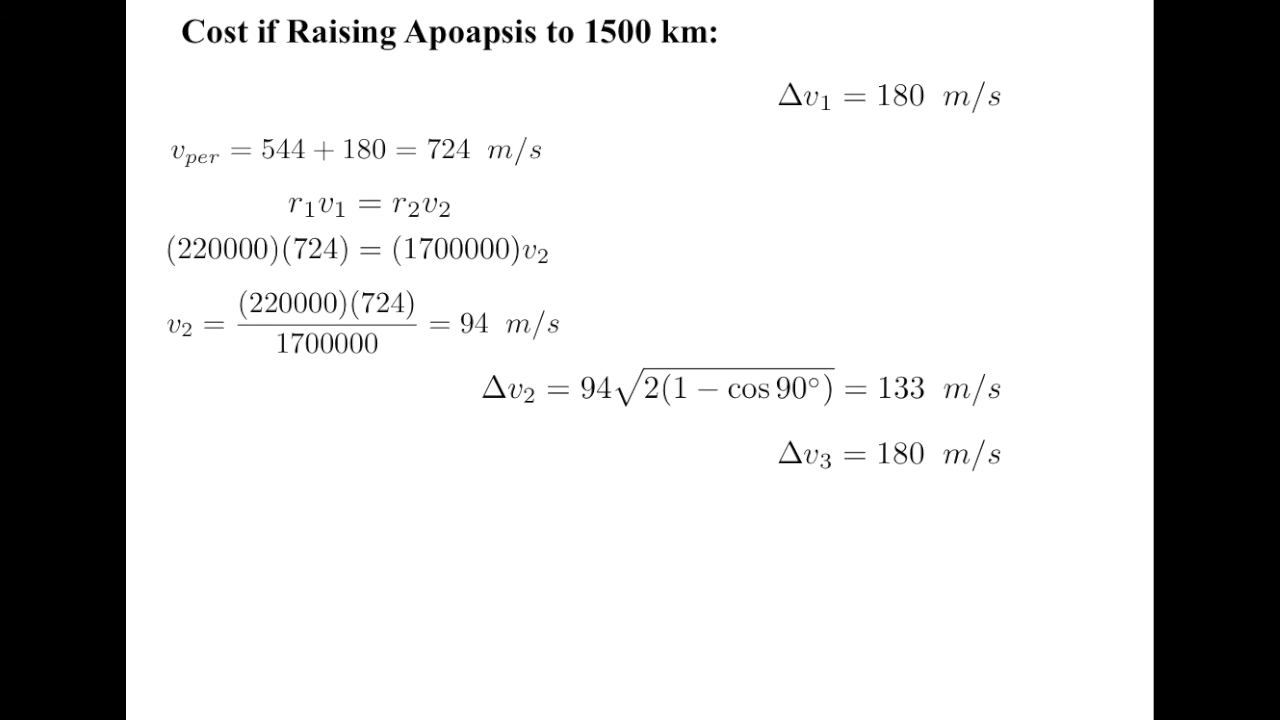 Cost if Raising Apoapsis to 1500 km:
Δv₁ = 180 m/s
v_per = 544 + 180 = 724 m/s
r₁v₁ = r₂v₂
(220000)(724) = (1700000)v₂
v₂ = (220000)(724) / 1700000 = 94 m/s
Δv₂ = 94√(2(1 − cos 90°)) = 133 m/s
Δv₃ = 180 m/s